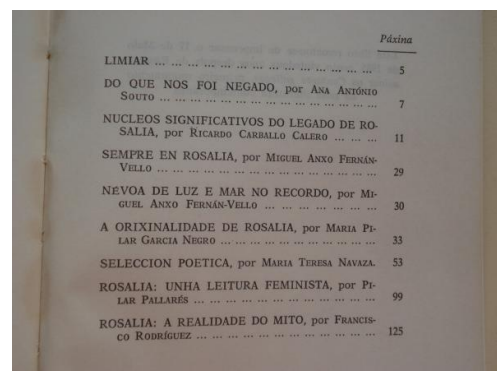 Páxina
LIMIAR ... ... ... ... ... ... ... ... ... ... ... ... ... ... 5
DO QUE NOS FOI NEGADO, por ANA ANTÓNIO
SOUTO ... ... ... ... ... ... ... ... ... ... ... ... ... ... 7
NUCLEOS SIGNIFICATIVOS DO LEGADO DE RO-
SALIA, por RICARDO CARBALLO CALERO ... ... ... 11
SEMPRE EN ROSALIA, por MIGUEL ANXO FERNÁN-
VELLO ... ... ... ... ... ... ... ... ... ... ... ... ... ... 29
NÉVOA DE LUZ E MAR NO RECORDO, por MI-
GUEL ANXO FERNÁN-VELLO ... ... ... ... ... ... ... 30
A ORIXINALIDADE DE ROSALIA, por MARIA PI-
LAR GARCIA NEGRO ... ... ... ... ... ... ... ... ... ... 33
SELECCION POETICA, por MARIA TERESA NAVAZA. 53
ROSALIA: UNHA LEITURA FEMINISTA, por PI-
LAR PALLARÉS ... ... ... ... ... ... ... ... ... ... ... ... 99
ROSALIA: A REALIDADE DO MITO, por FRANCIS-
CO RODRÍGUEZ ... ... ... ... ... ... ... ... ... ... ... ... 125